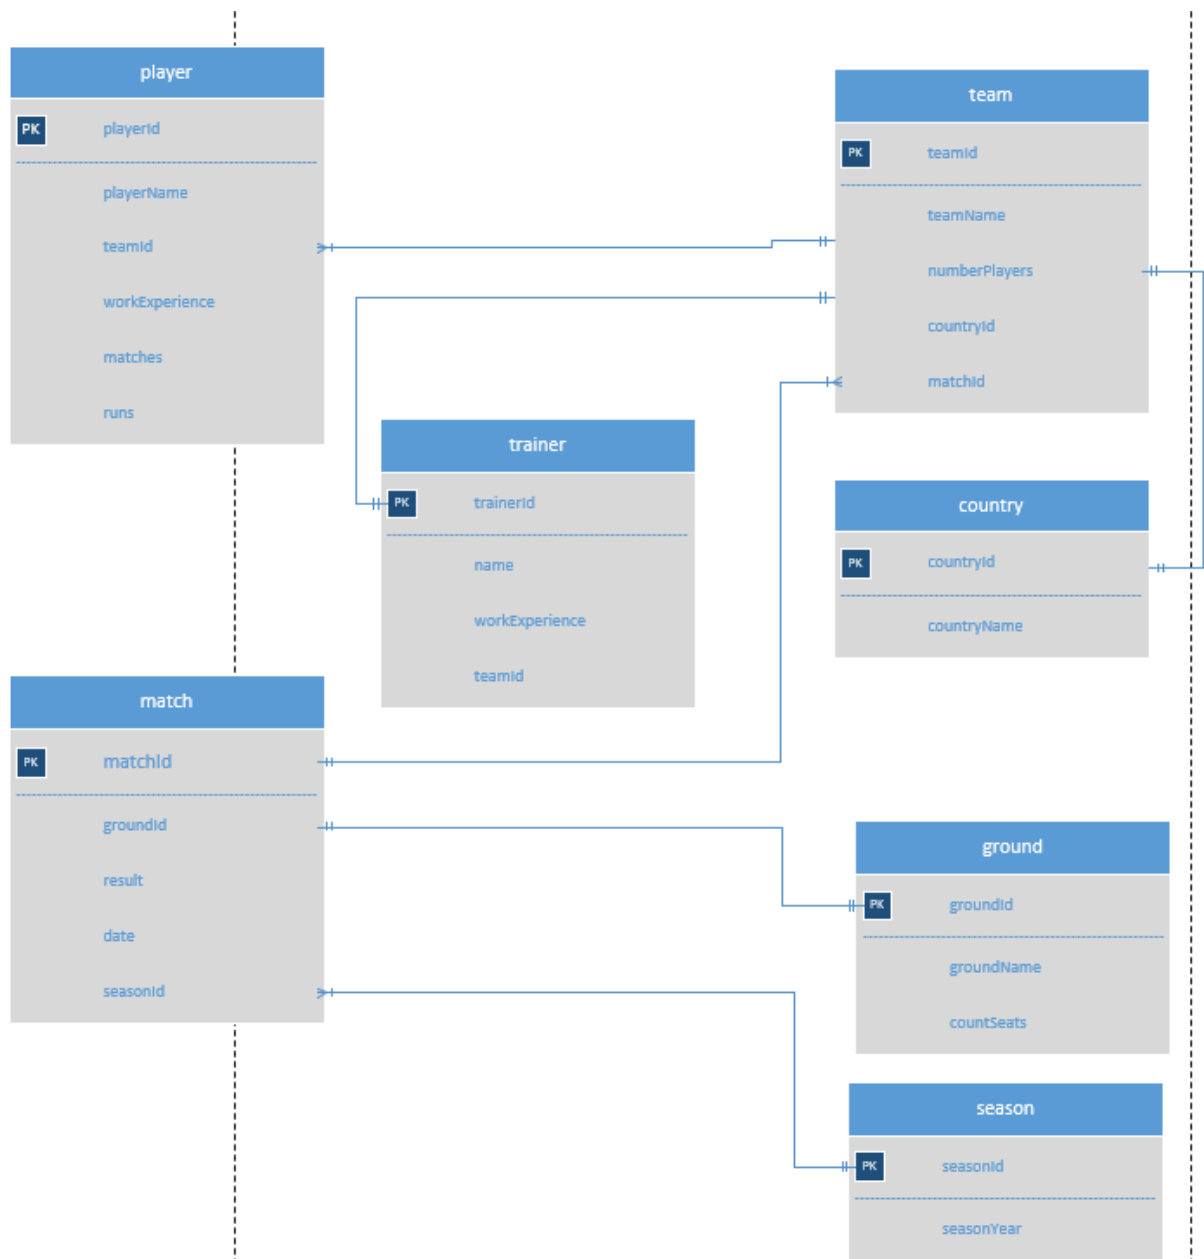 player
PK playerId
playerName
teamId
workExperience
matches
runs
team
PK teamId
teamName
numberPlayers
countryId
matchId
trainer
PK trainerId
name
workExperience
teamId
country
PK countryId
countryName
match
PK matchId
groundId
result
date
seasonId
ground
PK groundId
groundName
countSeats
season
PK seasonId
seasonYear